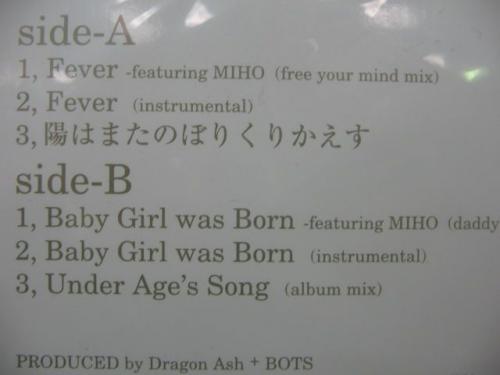 side-A
1, Fever -featuring MIHO (free your mind mix)
2, Fever (instrumental)
3, 陽はまたのぼりくりかえす
side-B
1, Baby Girl was Born -featuring MIHO (daddy
2, Baby Girl was Born (instrumental)
3, Under Age's Song (album mix)
PRODUCED by Dragon Ash + BOTS